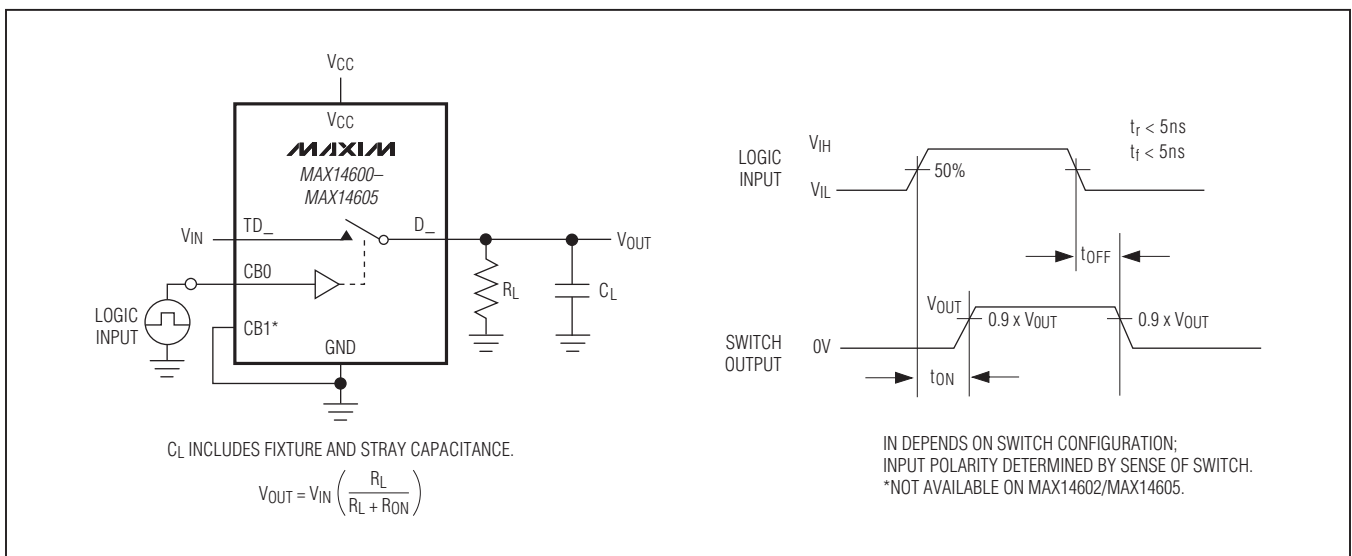 VCC
VCC
MAXIM
MAX14600–
MAX14605
VIN
TD_
D_
VOUT
CB0
LOGIC
INPUT
CB1*
GND
RL
CL
CL INCLUDES FIXTURE AND STRAY CAPACITANCE.
VOUT = VIN ( RL / RL + RON )
LOGIC
INPUT
VIH
VIL
50%
tr < 5ns
tf < 5ns
tOFF
VOUT
0.9 x VOUT
0.9 x VOUT
SWITCH
OUTPUT
0V
tON
IN DEPENDS ON SWITCH CONFIGURATION;
INPUT POLARITY DETERMINED BY SENSE OF SWITCH.
*NOT AVAILABLE ON MAX14602/MAX14605.